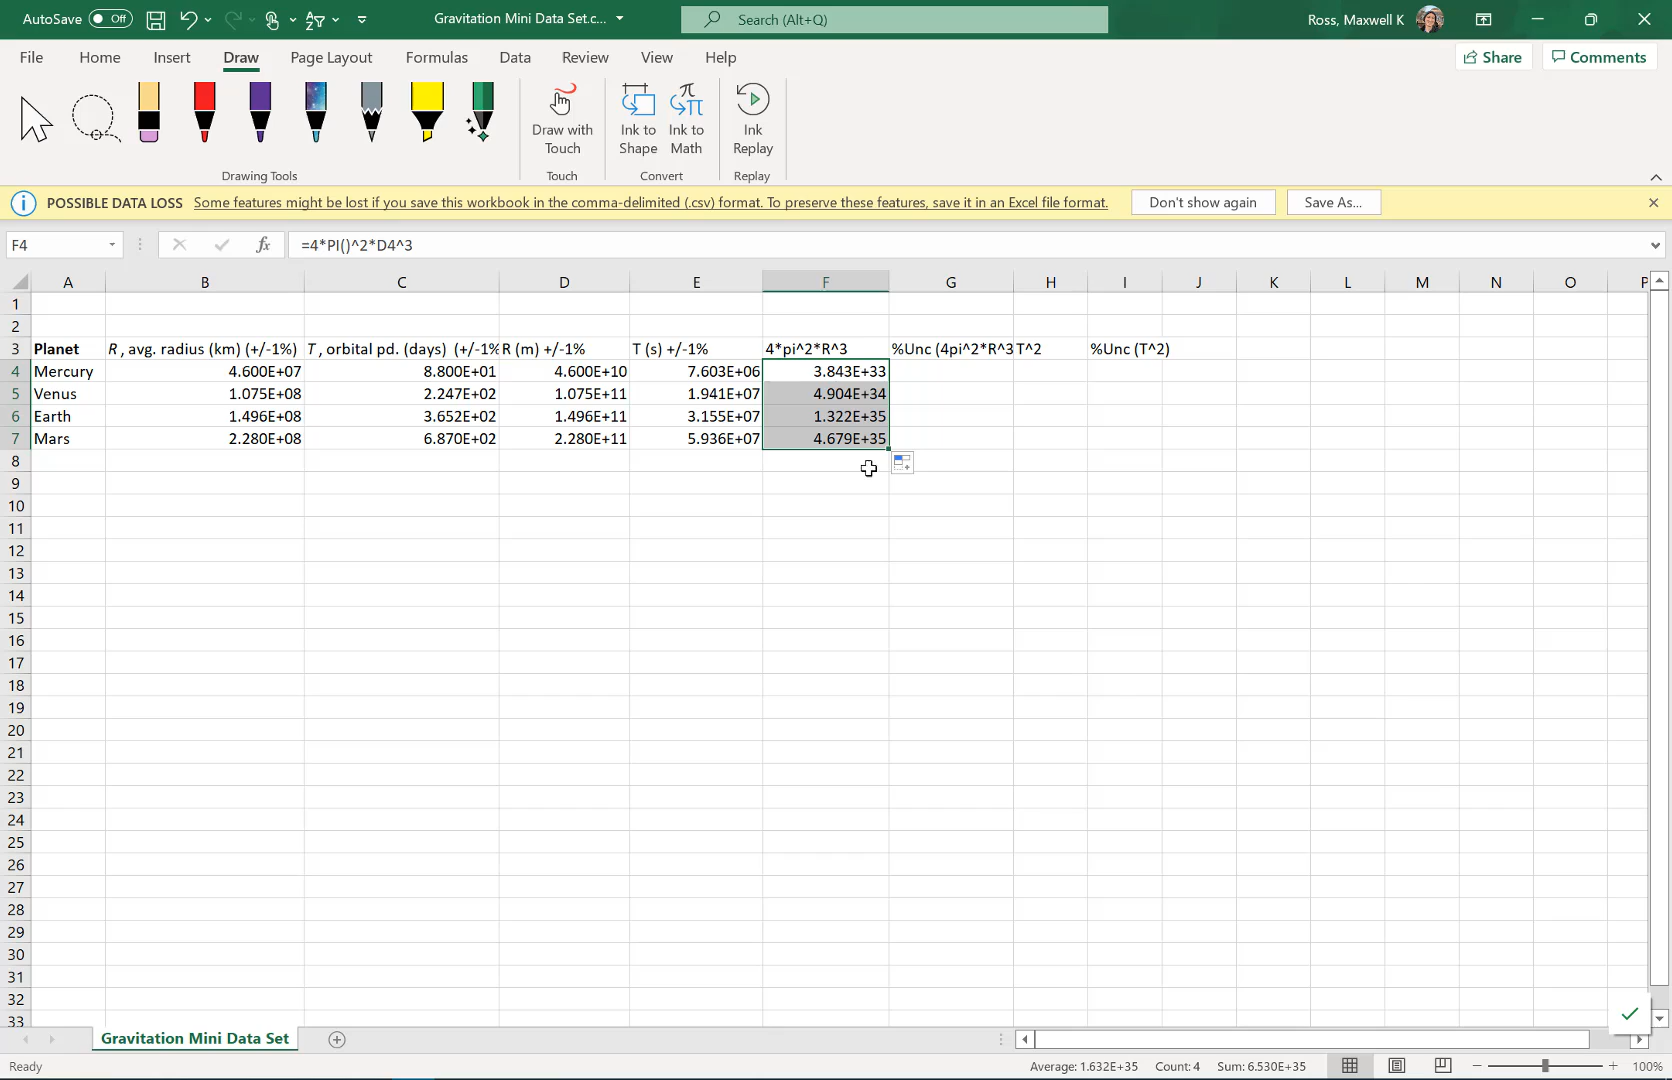 AutoSave Off Gravitation Mini Data Set.c... Search (Alt+Q) Ross, Maxwell K
File Home Insert Draw Page Layout Formulas Data Review View Help Share Comments
Draw with Touch
Ink to Shape
Ink to Math
Ink Replay
Drawing Tools Touch Convert Replay
POSSIBLE DATA LOSS Some features might be lost if you save this workbook in the comma-delimited (.csv) format. To preserve these features, save it in an Excel file format. Don't show again Save As...
F4 fx =4*PI()^2*D4^3
A B C D E F G H I J K L M N O P
1
2
3 Planet R , avg. radius (km) (+/-1%) T , orbital pd. (days) (+/-1% R (m) +/-1% T (s) +/-1% 4*pi^2*R^3 %Unc (4pi^2*R^3 T^2 %Unc (T^2)
4 Mercury 4.600E+07 8.800E+01 4.600E+10 7.603E+06 3.843E+33
5 Venus 1.075E+08 2.247E+02 1.075E+11 1.941E+07 4.904E+34
6 Earth 1.496E+08 3.652E+02 1.496E+11 3.155E+07 1.322E+35
7 Mars 2.280E+08 6.870E+02 2.280E+11 5.936E+07 4.679E+35
8
9
10
11
12
13
14
15
16
17
18
19
20
21
22
23
24
25
26
27
28
29
30
31
32
33
Gravitation Mini Data Set
Ready Average: 1.632E+35 Count: 4 Sum: 6.530E+35 100%